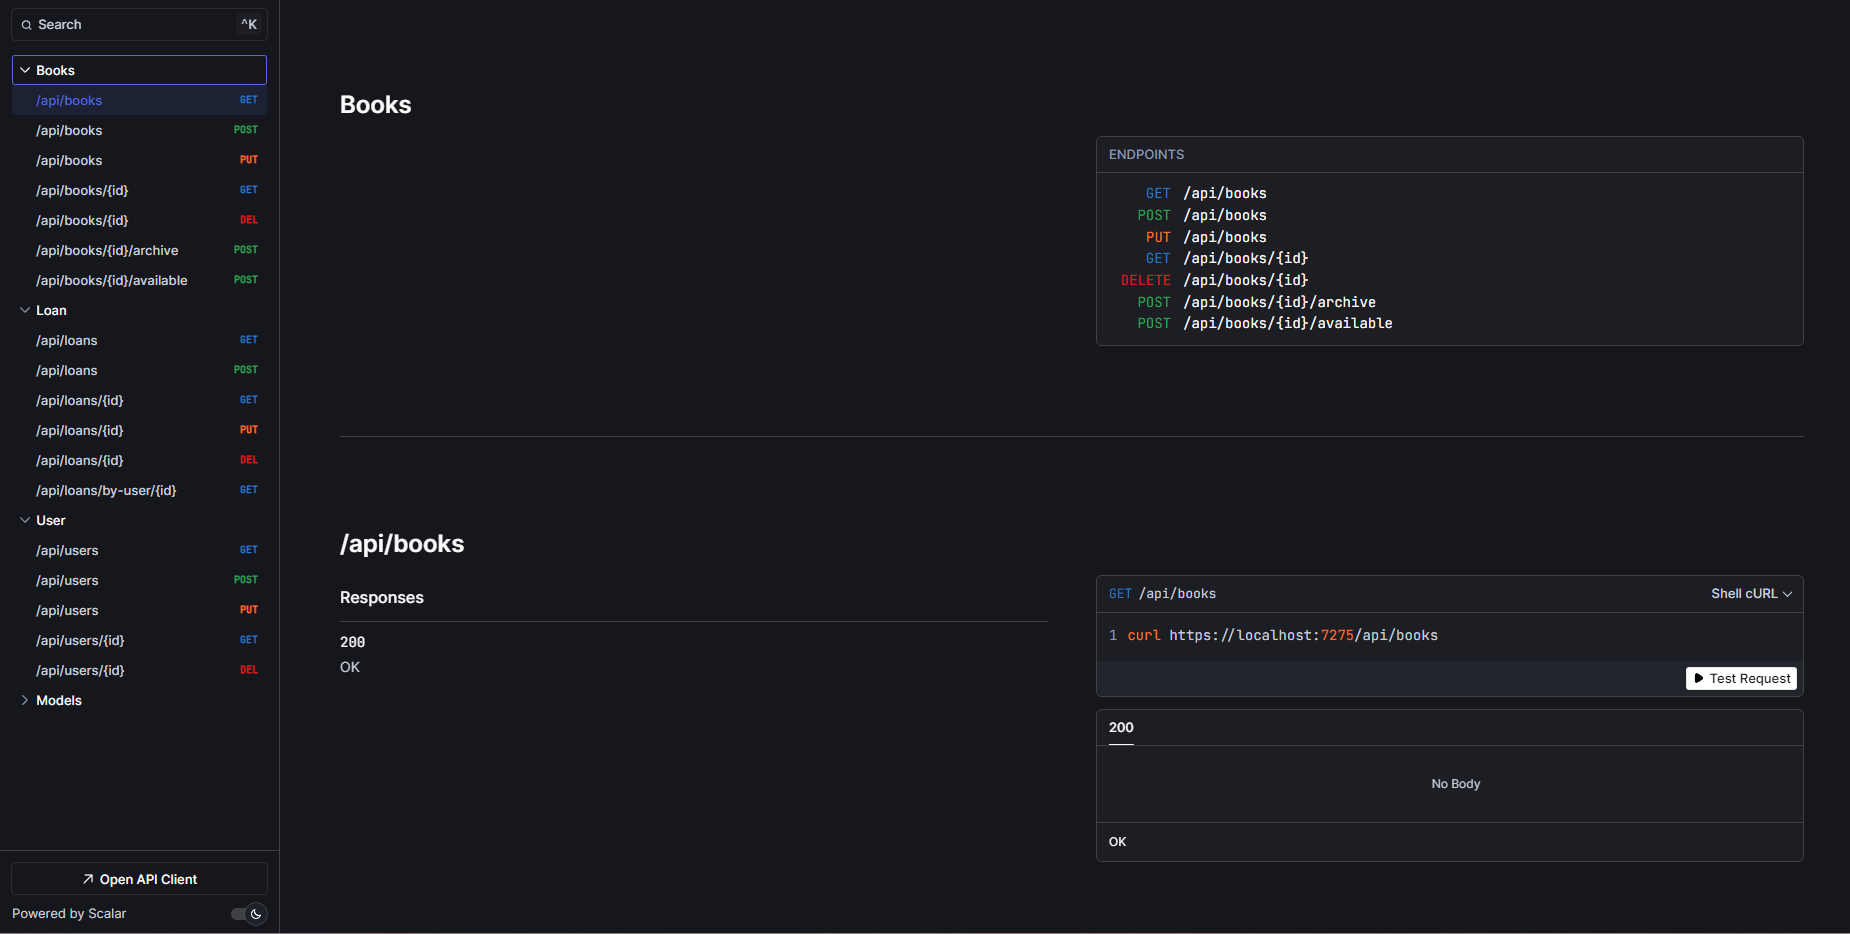 Search ^K
Books
/api/books GET
/api/books POST
/api/books PUT
/api/books/{id} GET
/api/books/{id} DEL
/api/books/{id}/archive POST
/api/books/{id}/available POST
Loan
/api/loans GET
/api/loans POST
/api/loans/{id} GET
/api/loans/{id} PUT
/api/loans/{id} DEL
/api/loans/by-user/{id} GET
User
/api/users GET
/api/users POST
/api/users PUT
/api/users/{id} GET
/api/users/{id} DEL
Models
Open API Client
Powered by Scalar
Books
ENDPOINTS
GET /api/books
POST /api/books
PUT /api/books
GET /api/books/{id}
DELETE /api/books/{id}
POST /api/books/{id}/archive
POST /api/books/{id}/available
/api/books
Responses
200
OK
GET /api/books Shell cURL
1 curl https://localhost:7275/api/books
Test Request
200
No Body
OK